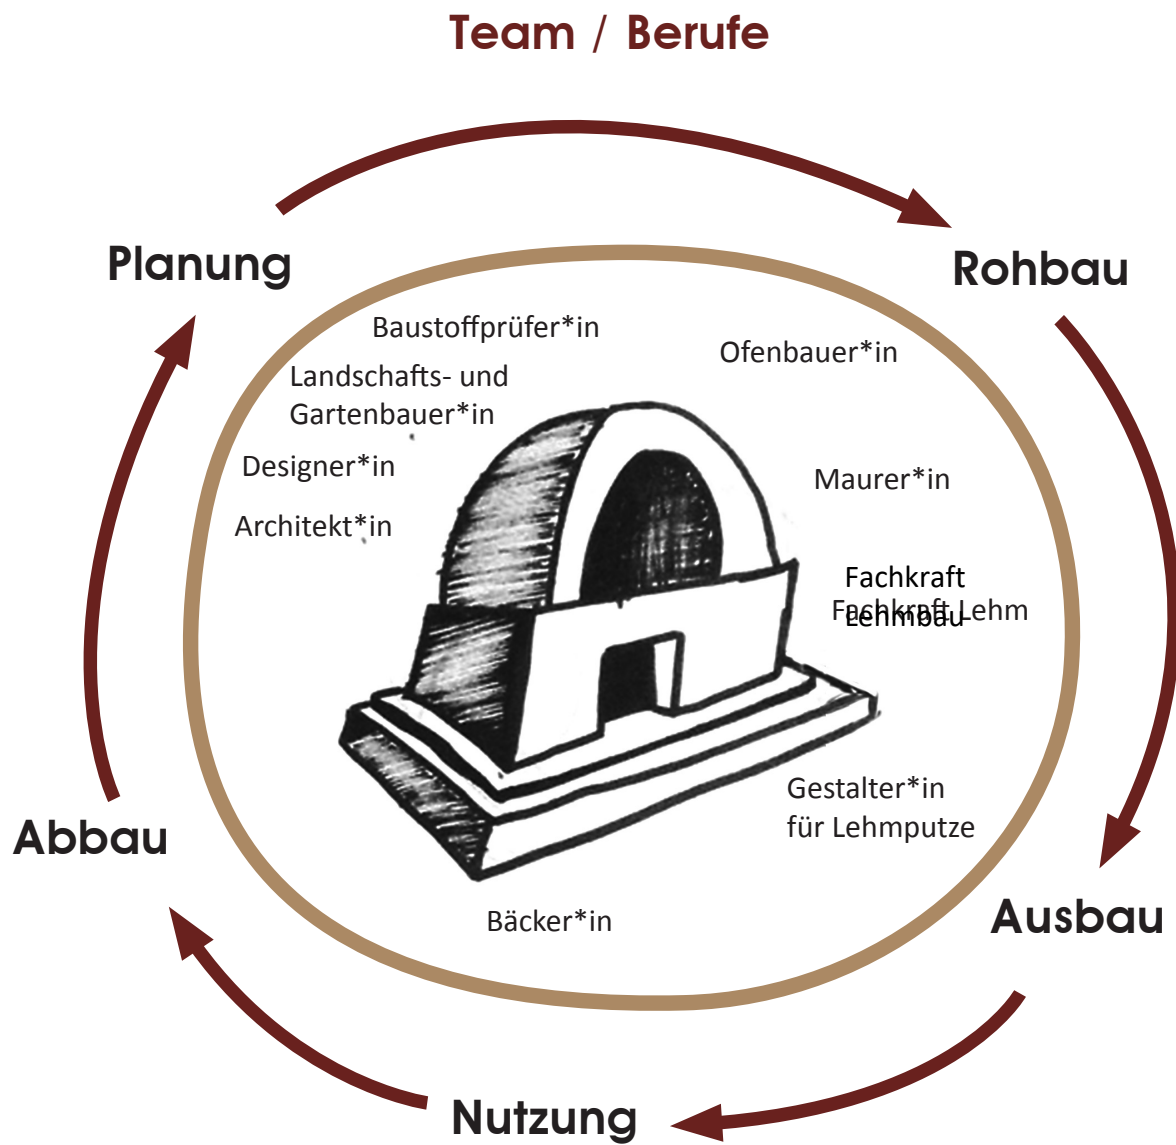 Team / Berufe
Planung
Rohbau
Baustoffprüfer*in
Ofenbauer*in
Landschafts- und
Gartenbauer*in
Designer*in
Maurer*in
Architekt*in
Fachkraft
Lehmbau
Fachkraft Lehm
Gestalter*in
für Lehmputze
Abbau
Ausbau
Bäcker*in
Nutzung